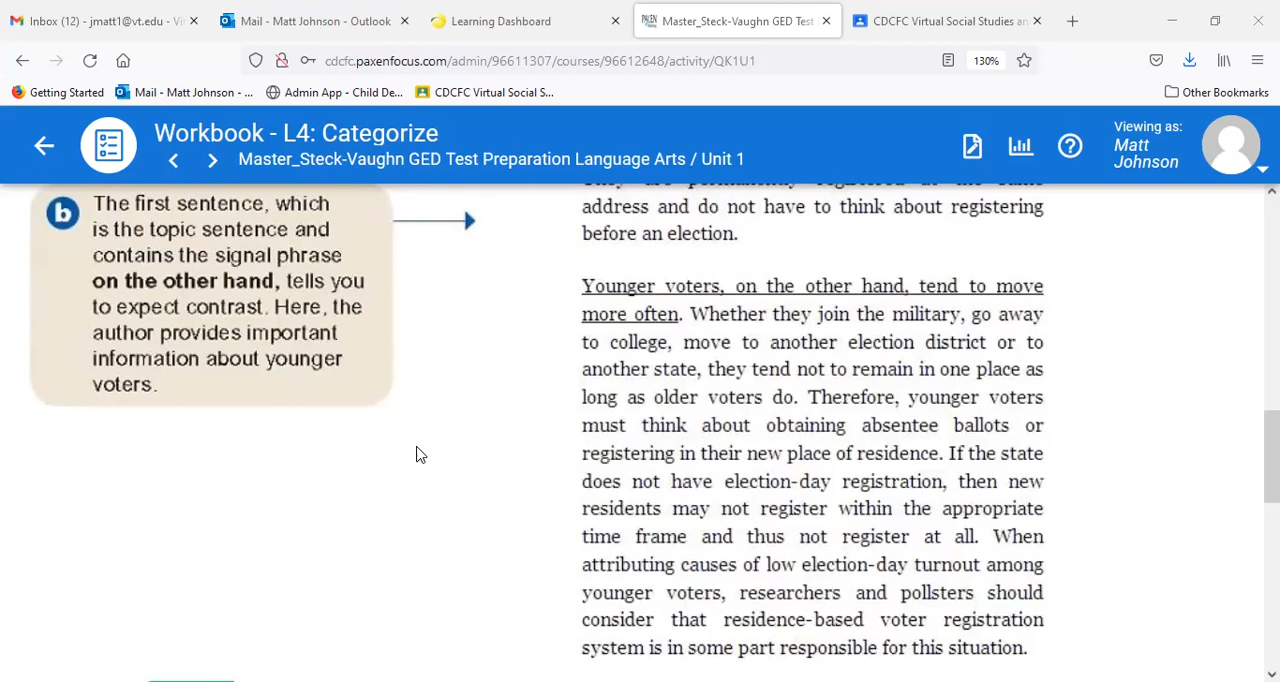 Inbox (12) - jmatt1@vt.edu - Vi
Mail - Matt Johnson - Outlook
Learning Dashboard
Master_Steck-Vaughn GED Test
CDCFC Virtual Social Studies an
cdcfc.paxenfocus.com/admin/96611307/courses/96612648/activity/QK1U1
130%
Getting Started
Mail - Matt Johnson - ...
Admin App - Child De...
CDCFC Virtual Social S...
Other Bookmarks
Workbook - L4: Categorize
Master_Steck-Vaughn GED Test Preparation Language Arts / Unit 1
Viewing as:
Matt
Johnson
b
The first sentence, which
is the topic sentence and
contains the signal phrase
on the other hand, tells you
to expect contrast. Here, the
author provides important
information about younger
voters.
They are permanently registered at the same
address and do not have to think about registering
before an election.
Younger voters, on the other hand, tend to move
more often. Whether they join the military, go away
to college, move to another election district or to
another state, they tend not to remain in one place as
long as older voters do. Therefore, younger voters
must think about obtaining absentee ballots or
registering in their new place of residence. If the state
does not have election-day registration, then new
residents may not register within the appropriate
time frame and thus not register at all. When
attributing causes of low election-day turnout among
younger voters, researchers and pollsters should
consider that residence-based voter registration
system is in some part responsible for this situation.